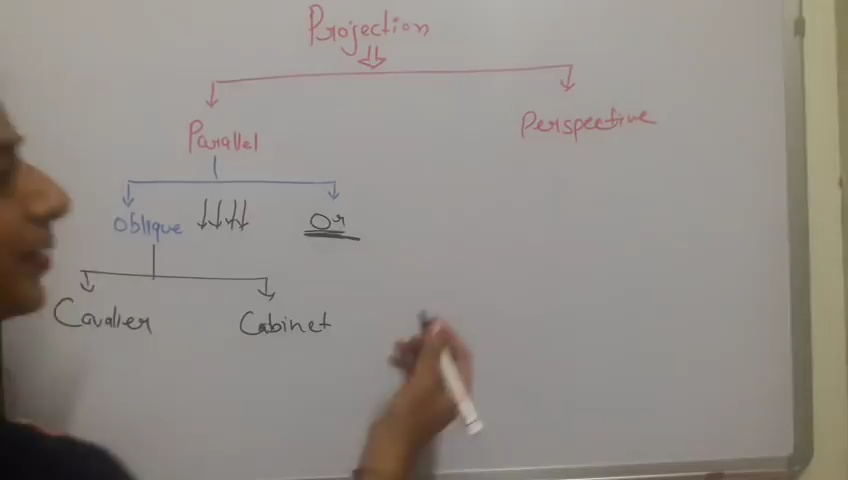 Projection
Parallel
Perspective
Oblique
Or
Cavalier
Cabinet